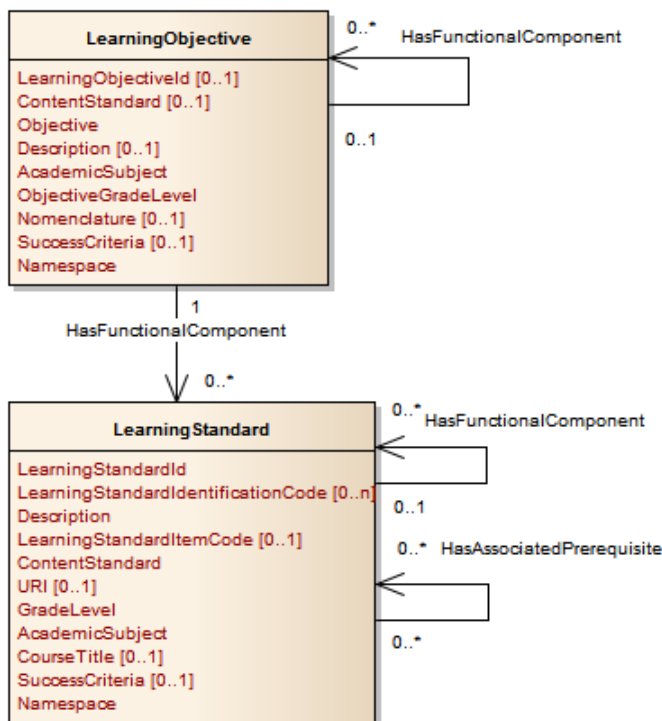 LearningObjective
LearningObjectiveId [0..1]
ContentStandard [0..1]
Objective
Description [0..1]
AcademicSubject
ObjectiveGradeLevel
Nomenclature [0..1]
SuccessCriteria [0..1]
Namespace
0..*
HasFunctionalComponent
0..1
1
HasFunctionalComponent
0..*
LearningStandard
LearningStandardId
LearningStandardIdentificationCode [0..n]
Description
LearningStandardItemCode [0..1]
ContentStandard
URI [0..1]
GradeLevel
AcademicSubject
CourseTitle [0..1]
SuccessCriteria [0..1]
Namespace
0..*
HasFunctionalComponent
0..1
0..*
HasAssociatedPrerequisite
0..*